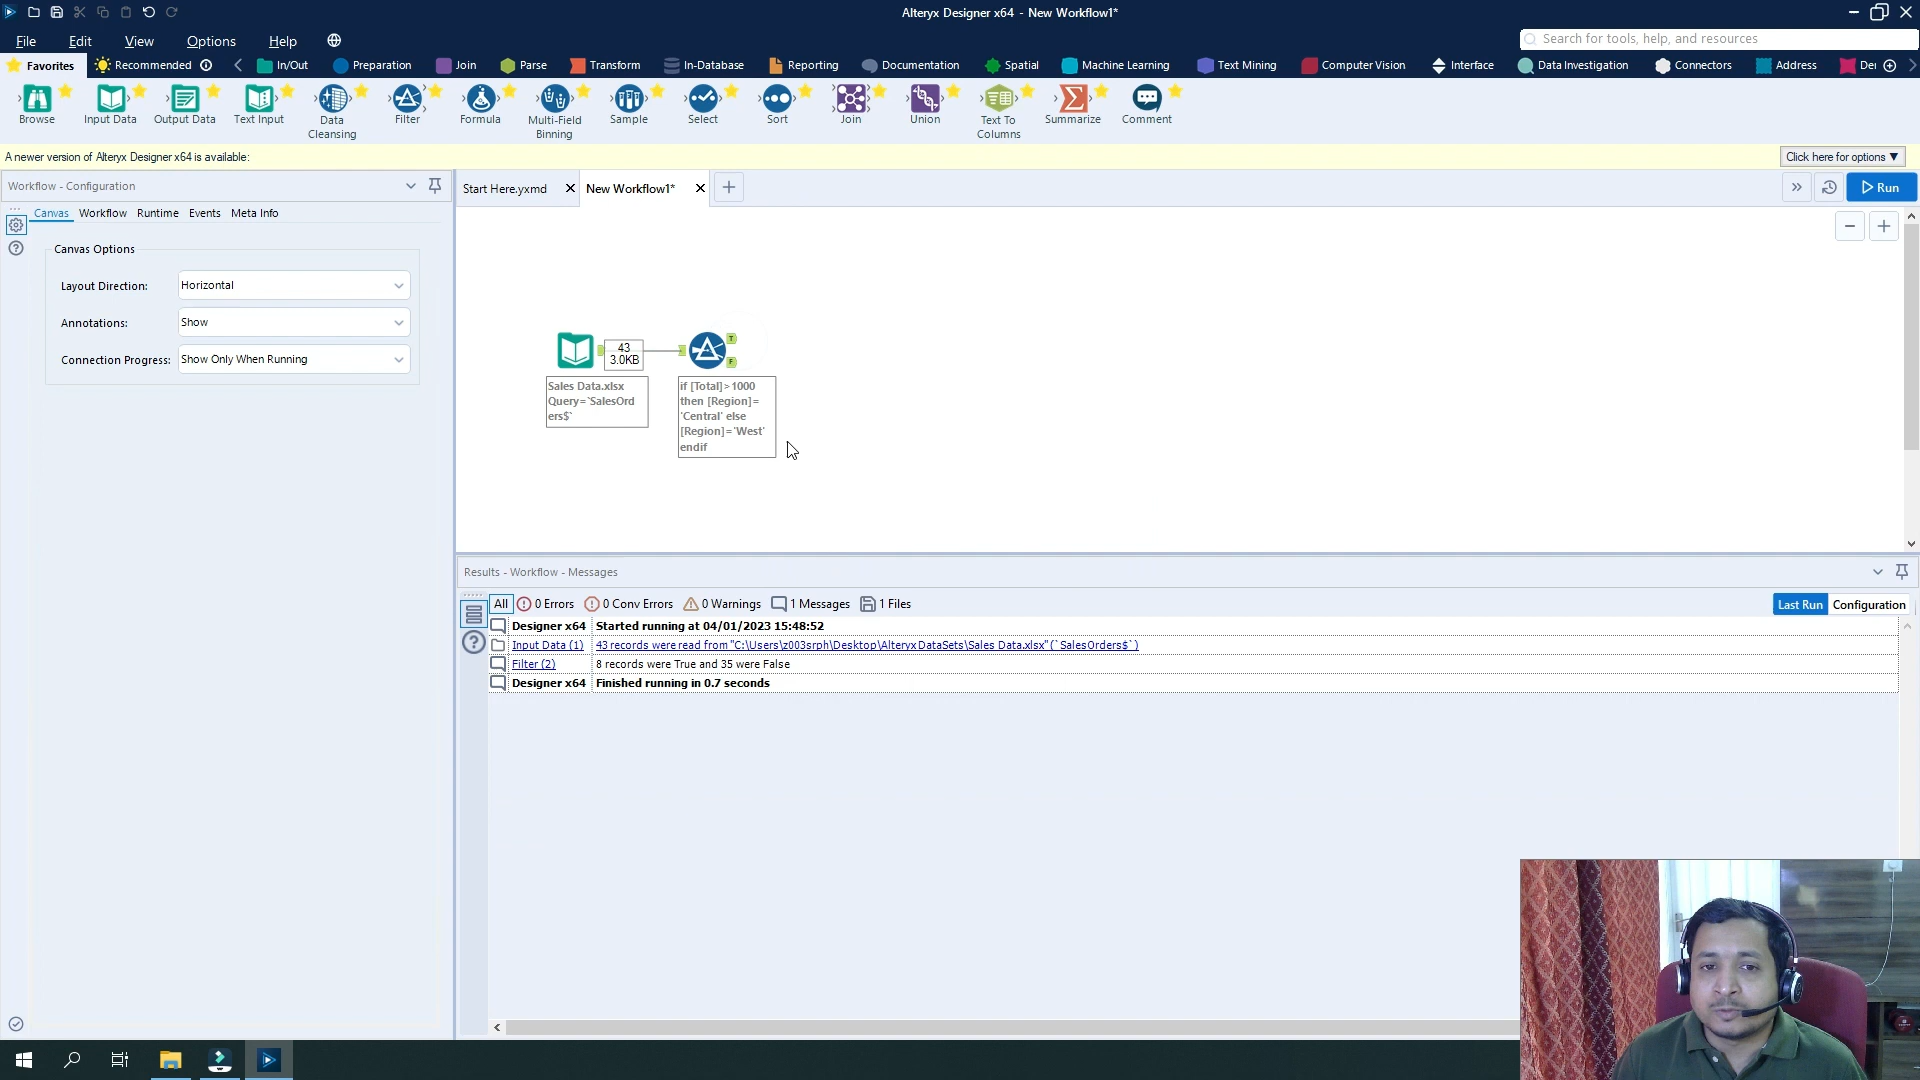 Alteryx Designer x64 - New Workflow1*
File Edit View Options Help
Search for tools, help, and resources
Favorites Recommended In/Out Preparation Join Parse Transform In-Database Reporting Documentation Spatial Machine Learning Text Mining Computer Vision Interface Data Investigation Connectors Address
Browse Input Data Output Data Text Input Data Cleansing Filter Formula Multi-Field Binning Sample Select Sort Join Union Text To Columns Summarize Comment
A newer version of Alteryx Designer x64 is available:
Click here for options ▼
Workflow - Configuration
Start Here.yxmd
New Workflow1*
Run
Canvas Workflow Runtime Events Meta Info
Canvas Options
Layout Direction: Horizontal
Annotations: Show
Connection Progress: Show Only When Running
43
3.0KB
T
F
Sales Data.xlsx
Query=`SalesOrd
ers$`
if [Total]>1000
then [Region]=
'Central' else
[Region]='West'
endif
Results - Workflow - Messages
All 0 Errors 0 Conv Errors 0 Warnings 1 Messages 1 Files
Last Run Configuration
Designer x64 Started running at 04/01/2023 15:48:52
Input Data (1) 43 records were read from "C:\Users\z003srph\Desktop\AlteryxDataSets\Sales Data.xlsx" (`SalesOrders$`)
Filter (2) 8 records were True and 35 were False
Designer x64 Finished running in 0.7 seconds